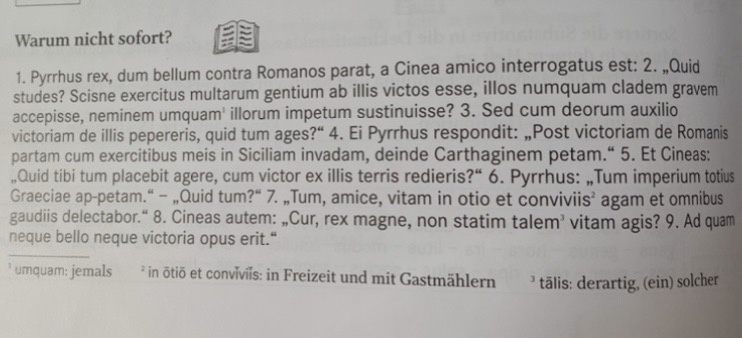 Warum nicht sofort?
1. Pyrrhus rex, dum bellum contra Romanos parat, a Cinea amico interrogatus est: 2. „Quid
studes? Scisne exercitus multarum gentium ab illis victos esse, illos numquam cladem gravem
accepisse, neminem umquam¹ illorum impetum sustinuisse? 3. Sed cum deorum auxilio
victoriam de illis pepereris, quid tum ages?“ 4. Ei Pyrrhus respondit: „Post victoriam de Romanis
partam cum exercitibus meis in Siciliam invadam, deinde Carthaginem petam.“ 5. Et Cineas:
„Quid tibi tum placebit agere, cum victor ex illis terris redieris?“ 6. Pyrrhus: „Tum imperium totius
Graeciae ap-petam.“ – „Quid tum?“ 7. „Tum, amice, vitam in otio et conviviis² agam et omnibus
gaudiis delectabor.“ 8. Cineas autem: „Cur, rex magne, non statim talem³ vitam agis? 9. Ad quam
neque bello neque victoria opus erit.“
¹ umquam: jemals ² in ōtiō et convīviīs: in Freizeit und mit Gastmählern ³ tālis: derartig, (ein) solcher